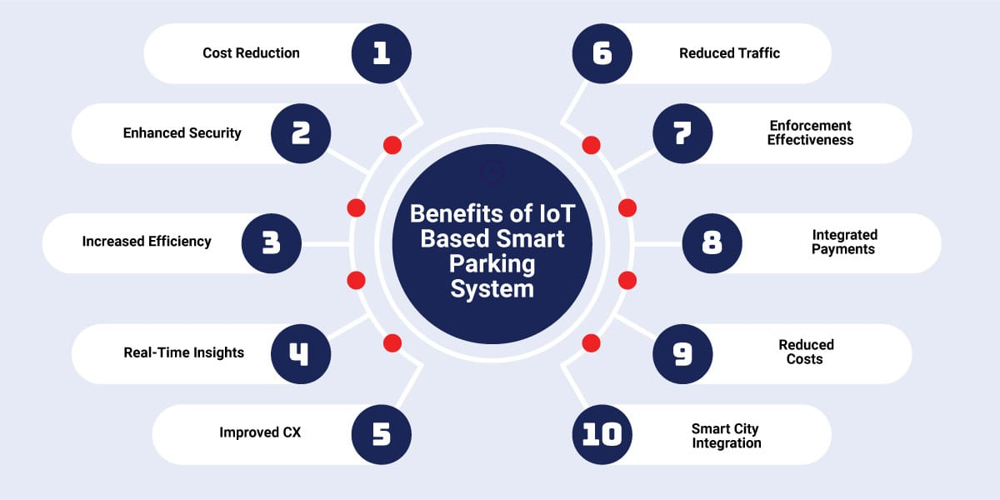 Benefits of IoT
Based Smart
Parking
System
1
Cost Reduction
2
Enhanced Security
3
Increased Efficiency
4
Real-Time Insights
5
Improved CX
6
Reduced Traffic
7
Enforcement
Effectiveness
8
Integrated
Payments
9
Reduced
Costs
10
Smart City
Integration